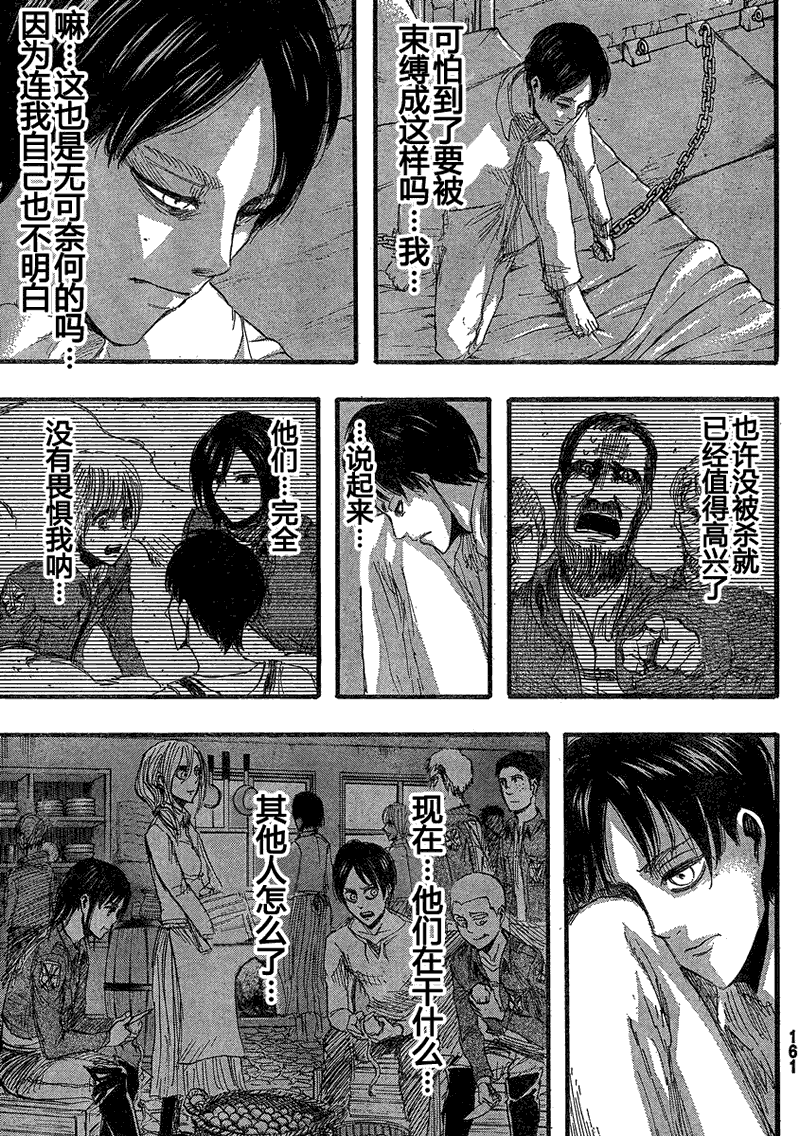 可怕到了要被
束缚成这样吗…我…
嘛…这也是无可奈何的吗…
因为连我自己也不明白
也许没被杀就
已经值得高兴了
…说起来…
他们…完全
没有畏惧我呐…
现在…他们在干什么…
其他人怎么了…
161